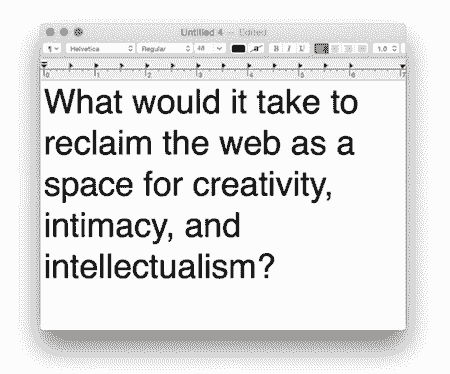 Untitled 4 — Edited
¶ Helvetica Regular 48 a B I U 1.0
0 1 2 3 4 5 6 7
What would it take to
reclaim the web as a
space for creativity,
intimacy, and
intellectualism?